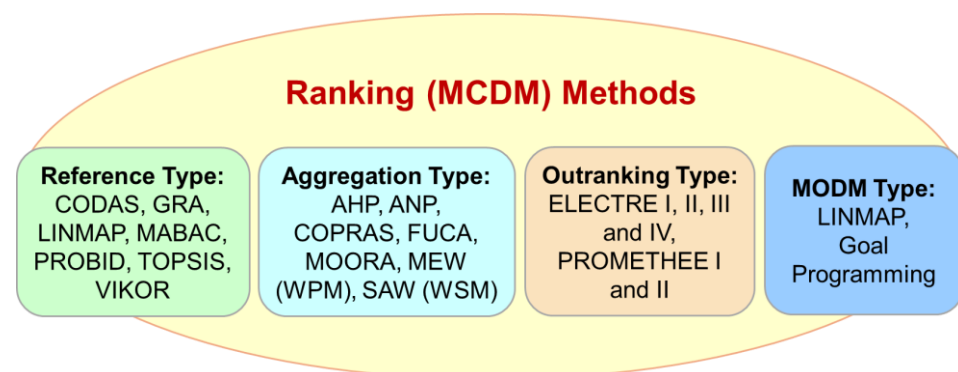 Ranking (MCDM) Methods
Reference Type:
CODAS, GRA,
LINMAP, MABAC,
PROBID, TOPSIS,
VIKOR
Aggregation Type:
AHP, ANP,
COPRAS, FUCA,
MOORA, MEW
(WPM), SAW (WSM)
Outranking Type:
ELECTRE I, II, III
and IV,
PROMETHEE I
and II
MODM Type:
LINMAP,
Goal
Programming